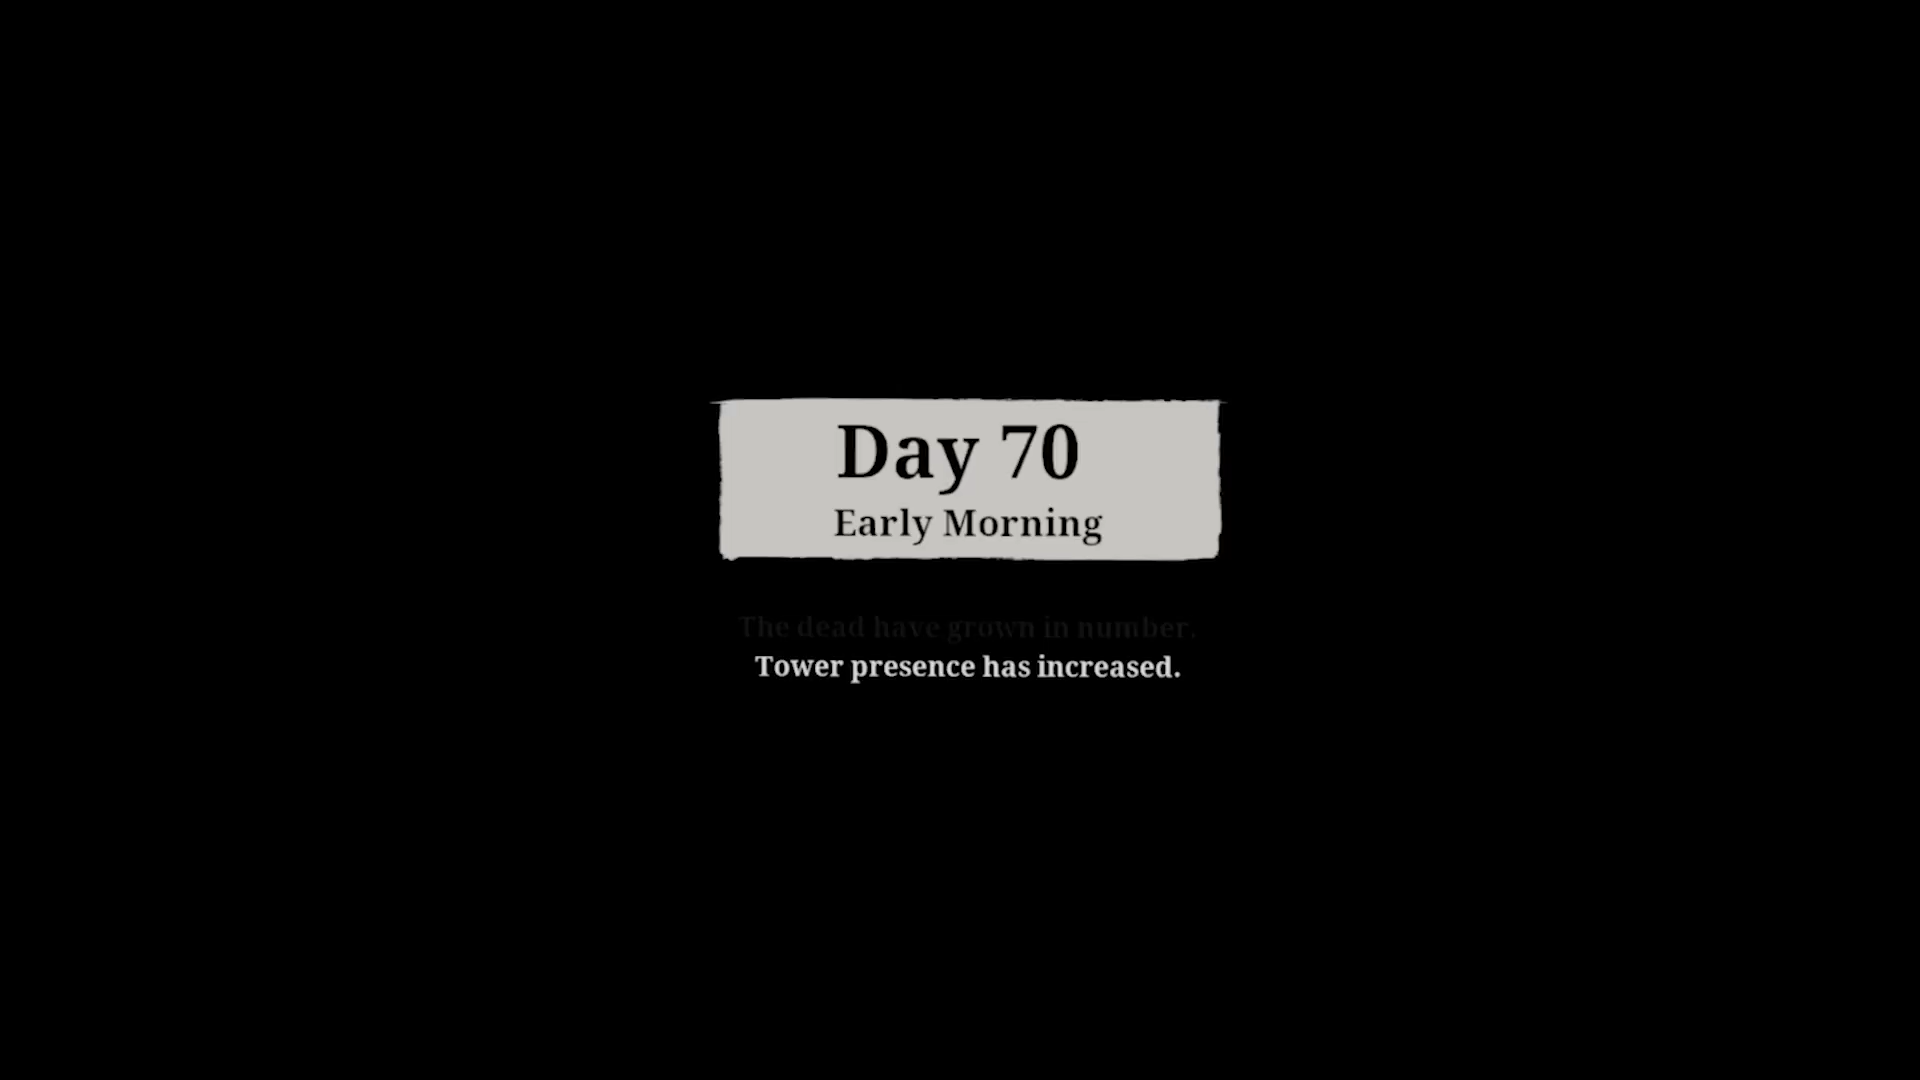 Day 70
Early Morning
The dead have grown in number.
Tower presence has increased.